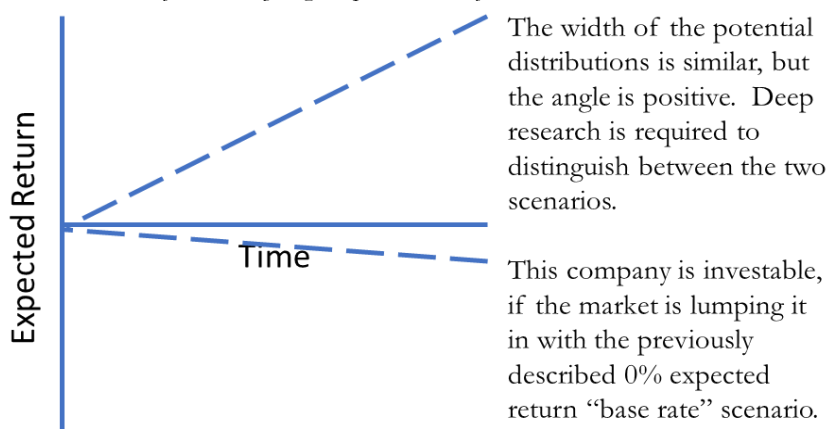 The width of the potential
distributions is similar, but
the angle is positive. Deep
research is required to
distinguish between the two
scenarios.
Expected Return
Time
This company is investable,
if the market is lumping it
in with the previously
described 0% expected
return “base rate” scenario.